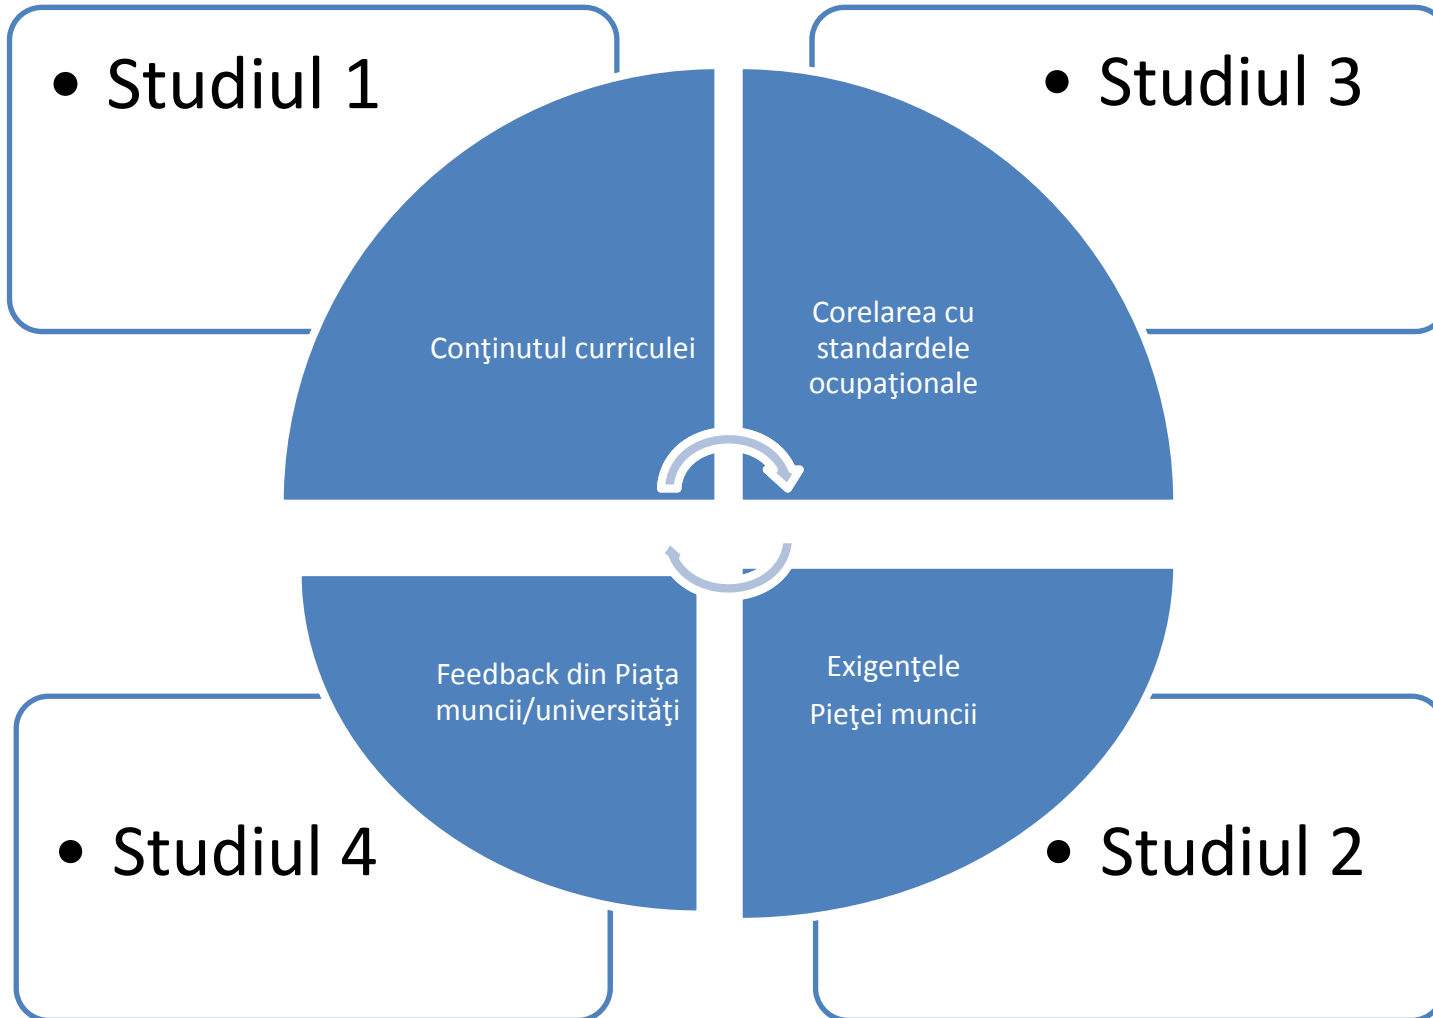 • Studiul 1
• Studiul 3
Conţinutul curriculei
Corelarea cu
standardele
ocupaţionale
Feedback din Piaţa
muncii/universităţi
Exigenţele
Pieţei muncii
• Studiul 4
• Studiul 2